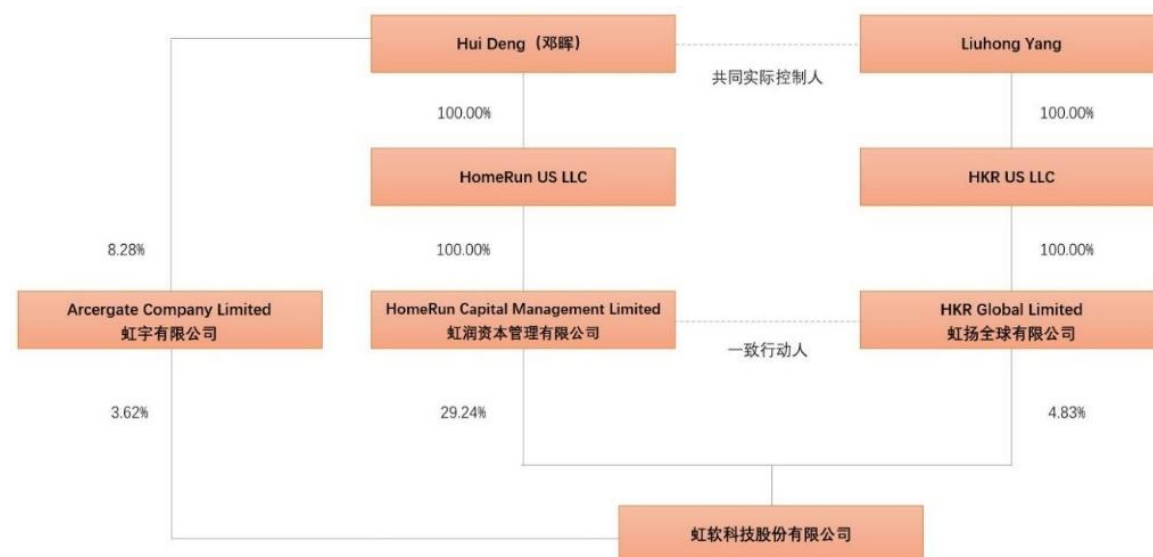 Hui Deng（邓晖）
Liuhong Yang
共同实际控制人
100.00%
100.00%
HomeRun US LLC
HKR US LLC
8.28%
100.00%
100.00%
Arcergate Company Limited
虹宇有限公司
HomeRun Capital Management Limited
虹润资本管理有限公司
HKR Global Limited
虹扬全球有限公司
一致行动人
3.62%
29.24%
4.83%
虹软科技股份有限公司